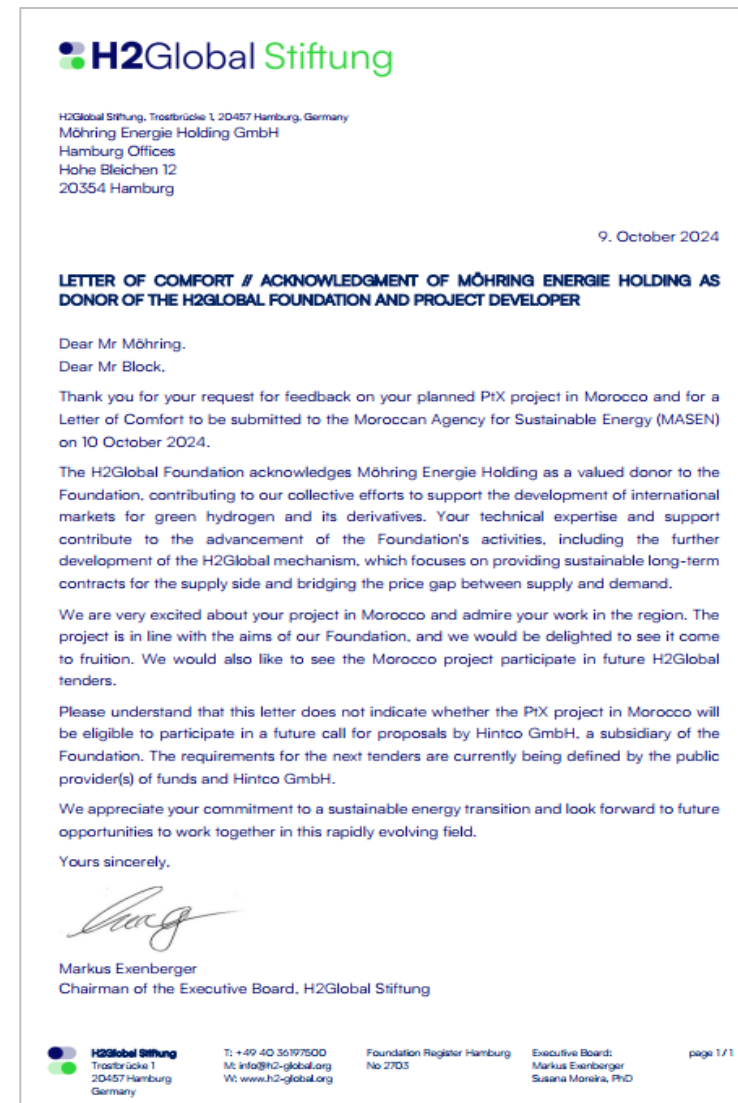 H2Global Stiftung
H2Global Stiftung, Trostbrücke 1, 20457 Hamburg, Germany
Möhring Energie Holding GmbH
Hamburg Offices
Hohe Bleichen 12
20354 Hamburg
9. October 2024
LETTER OF COMFORT // ACKNOWLEDGMENT OF MÖHRING ENERGIE HOLDING AS
DONOR OF THE H2GLOBAL FOUNDATION AND PROJECT DEVELOPER
Dear Mr Möhring,
Dear Mr Block,
Thank you for your request for feedback on your planned PtX project in Morocco and for a
Letter of Comfort to be submitted to the Moroccan Agency for Sustainable Energy (MASEN)
on 10 October 2024.
The H2Global Foundation acknowledges Möhring Energie Holding as a valued donor to the
Foundation, contributing to our collective efforts to support the development of international
markets for green hydrogen and its derivatives. Your technical expertise and support
contribute to the advancement of the Foundation's activities, including the further
development of the H2Global mechanism, which focuses on providing sustainable long-term
contracts for the supply side and bridging the price gap between supply and demand.
We are very excited about your project in Morocco and admire your work in the region. The
project is in line with the aims of our Foundation, and we would be delighted to see it come
to fruition. We would also like to see the Morocco project participate in future H2Global
tenders.
Please understand that this letter does not indicate whether the PtX project in Morocco will
be eligible to participate in a future call for proposals by Hintco GmbH, a subsidiary of the
Foundation. The requirements for the next tenders are currently being defined by the public
provider(s) of funds and Hintco GmbH.
We appreciate your commitment to a sustainable energy transition and look forward to future
opportunities to work together in this rapidly evolving field.
Yours sincerely,
Markus Exenberger
Chairman of the Executive Board, H2Global Stiftung
H2Global Stiftung
Trostbrücke 1
20457 Hamburg
Germany
T: +49 40 36197500
M: info@h2-global.org
W: www.h2-global.org
Foundation Register Hamburg
No 2703
Executive Board:
Markus Exenberger
Susana Moreira, PhD
page 1/1